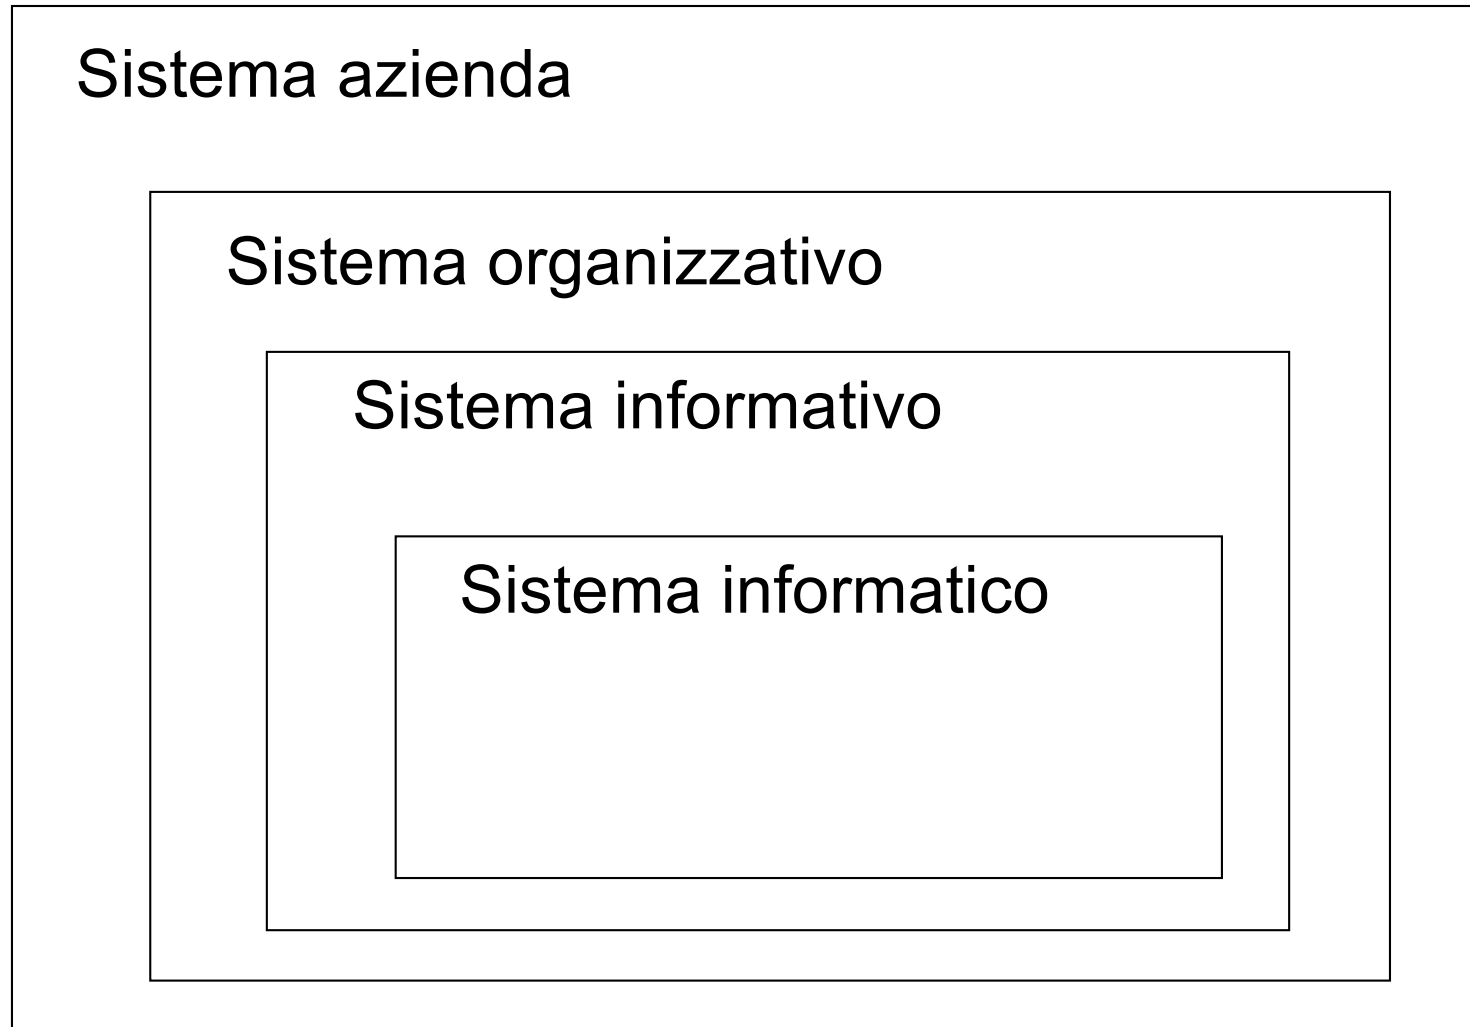 Sistema azienda
Sistema organizzativo
Sistema informativo
Sistema informatico